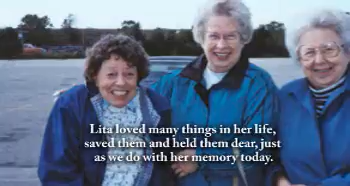 Lita loved many things in her life,
saved them and held them dear, just
as we do with her memory today.